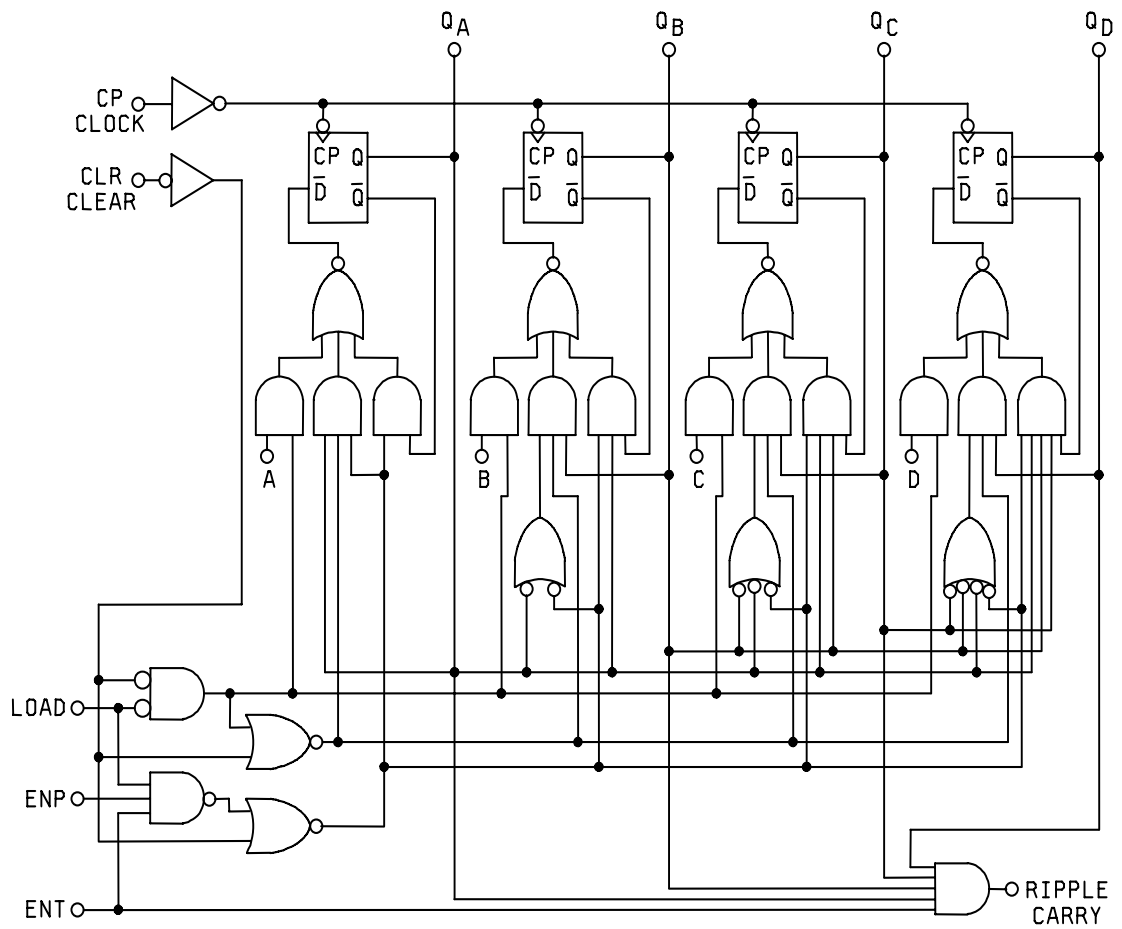 QA QB QC QD
CP
CLOCK
CLR
CLEAR
CP Q CP Q CP Q CP Q
D̅ Q̅ D̅ Q̅ D̅ Q̅ D̅ Q̅
A B C D
LOAD
ENP
ENT
RIPPLE
CARRY